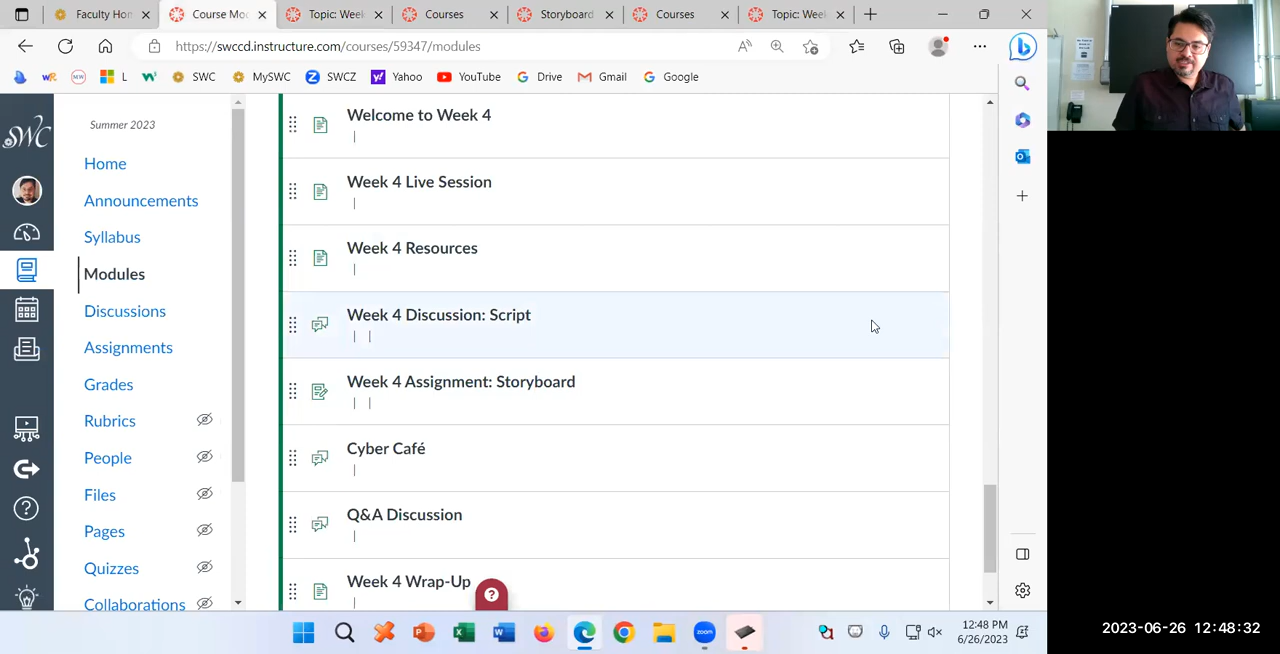 Faculty Hom
Course Mod
Topic: Week
Courses
Storyboard
Courses
Topic: Week
https://swccd.instructure.com/courses/59347/modules
L
SWC
MySWC
SWCZ
Yahoo
YouTube
Drive
Gmail
Google
SWC
Summer 2023
Home
Announcements
Syllabus
Modules
Discussions
Assignments
Grades
Rubrics
People
Files
Pages
Quizzes
Collaborations
Welcome to Week 4
Week 4 Live Session
Week 4 Resources
Week 4 Discussion: Script
Week 4 Assignment: Storyboard
Cyber Café
Q&A Discussion
Week 4 Wrap-Up
zoom
12:48 PM
6/26/2023
2023-06-26 12:48:32